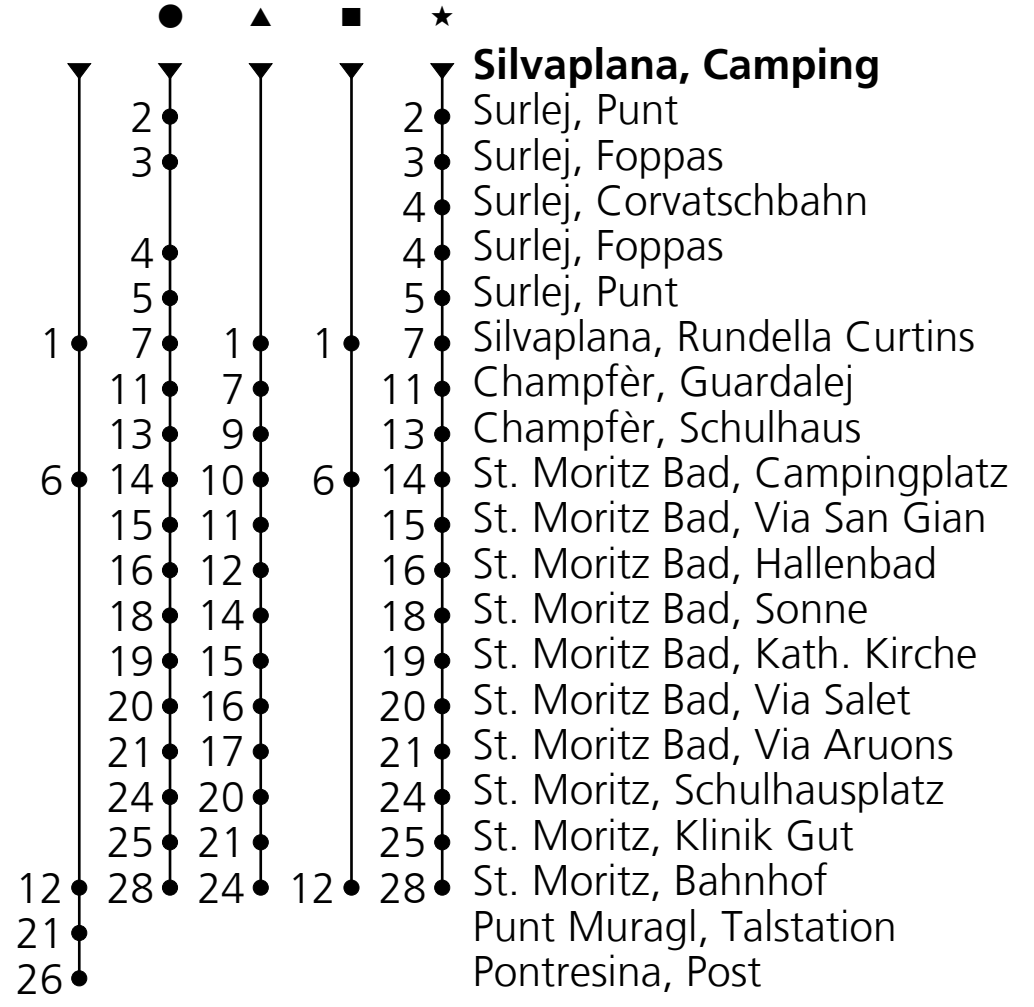 ● ▲ ■ ★
Silvaplana, Camping
2 2 Surlej, Punt
3 3 Surlej, Foppas
4 Surlej, Corvatschbahn
4 4 Surlej, Foppas
5 5 Surlej, Punt
1 7 1 1 7 Silvaplana, Rundella Curtins
11 7 11 Champfèr, Guardalej
13 9 13 Champfèr, Schulhaus
6 14 10 6 14 St. Moritz Bad, Campingplatz
15 11 15 St. Moritz Bad, Via San Gian
16 12 16 St. Moritz Bad, Hallenbad
18 14 18 St. Moritz Bad, Sonne
19 15 19 St. Moritz Bad, Kath. Kirche
20 16 20 St. Moritz Bad, Via Salet
21 17 21 St. Moritz Bad, Via Aruons
24 20 24 St. Moritz, Schulhausplatz
25 21 25 St. Moritz, Klinik Gut
12 28 24 12 28 St. Moritz, Bahnhof
21 Punt Muragl, Talstation
26 Pontresina, Post